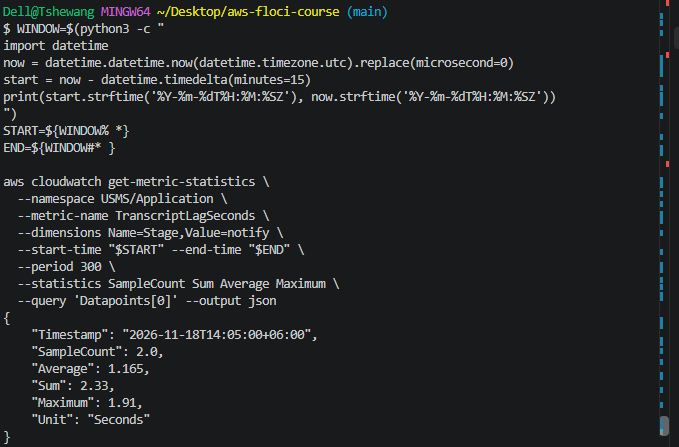 Dell@Tshewang MINGW64 ~/Desktop/aws-floci-course (main)
$ WINDOW=$(python3 -c "
import datetime
now = datetime.datetime.now(datetime.timezone.utc).replace(microsecond=0)
start = now - datetime.timedelta(minutes=15)
print(start.strftime('%Y-%m-%dT%H:%M:%SZ'), now.strftime('%Y-%m-%dT%H:%M:%SZ'))
")
START=${WINDOW% *}
END=${WINDOW#* }

aws cloudwatch get-metric-statistics \
  --namespace USMS/Application \
  --metric-name TranscriptLagSeconds \
  --dimensions Name=Stage,Value=notify \
  --start-time "$START" --end-time "$END" \
  --period 300 \
  --statistics SampleCount Sum Average Maximum \
  --query 'Datapoints[0]' --output json
{
    "Timestamp": "2026-11-18T14:05:00+06:00",
    "SampleCount": 2.0,
    "Average": 1.165,
    "Sum": 2.33,
    "Maximum": 1.91,
    "Unit": "Seconds"
}